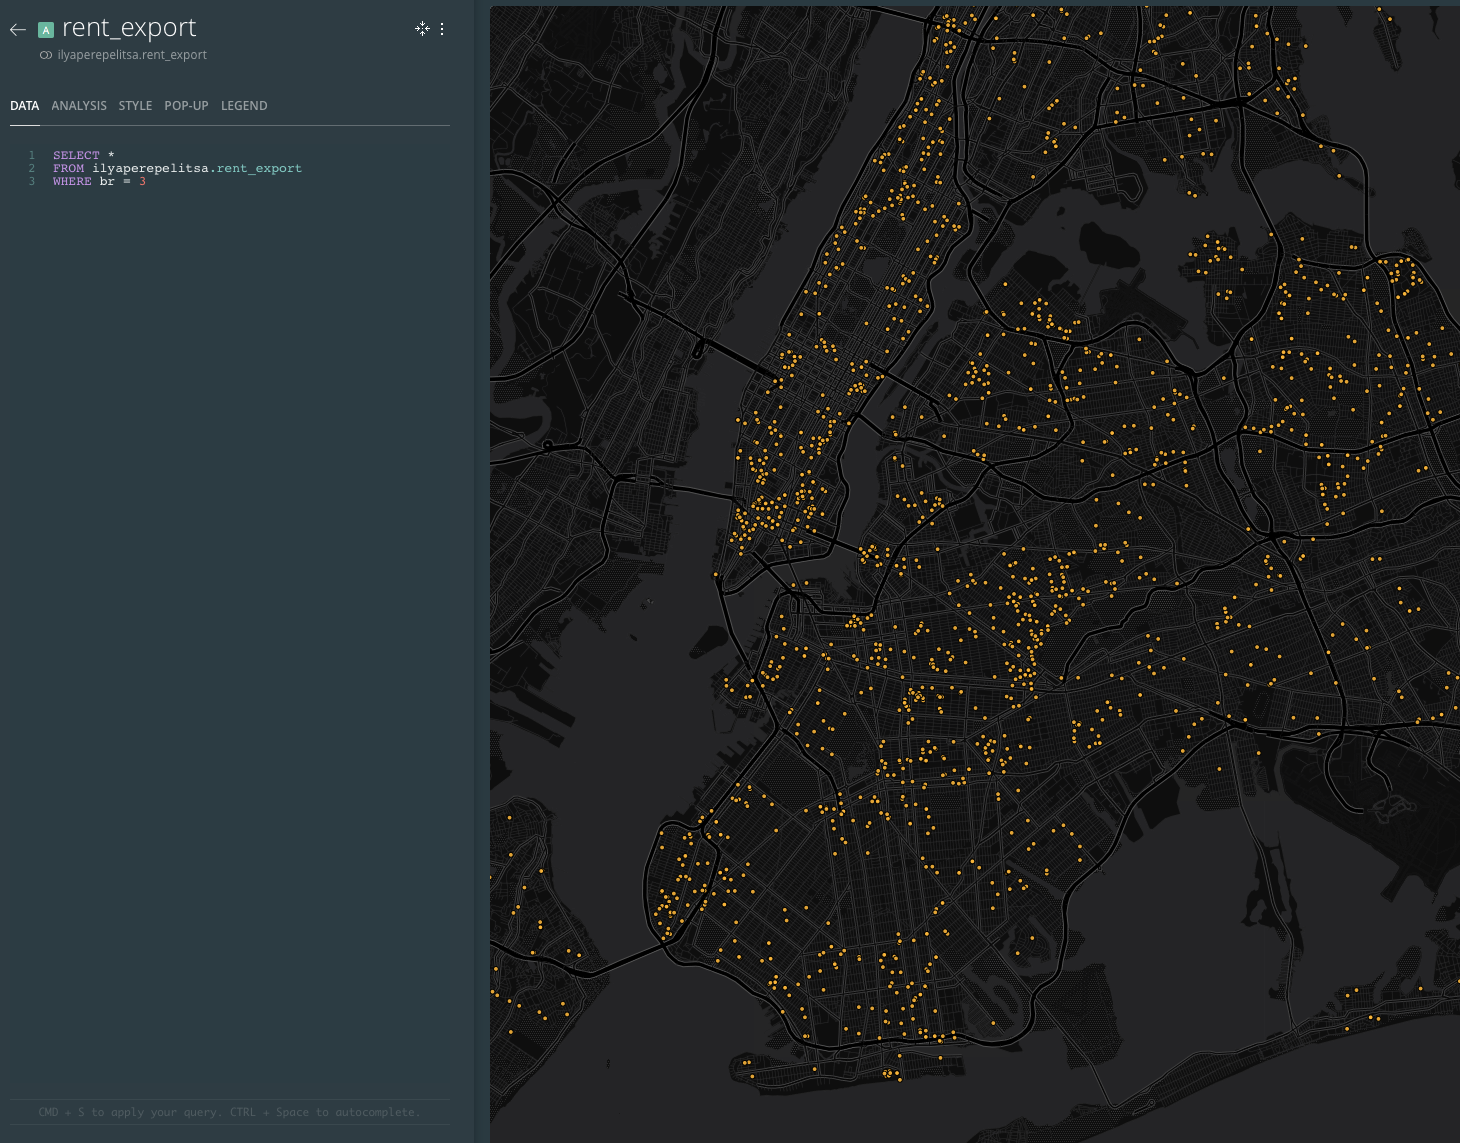 A rent_export
ilyaperepelitsa.rent_export
DATA ANALYSIS STYLE POP-UP LEGEND
1 SELECT *
2 FROM ilyaperepelitsa.rent_export
3 WHERE br = 3
CMD + S to apply your query. CTRL + Space to autocomplete.